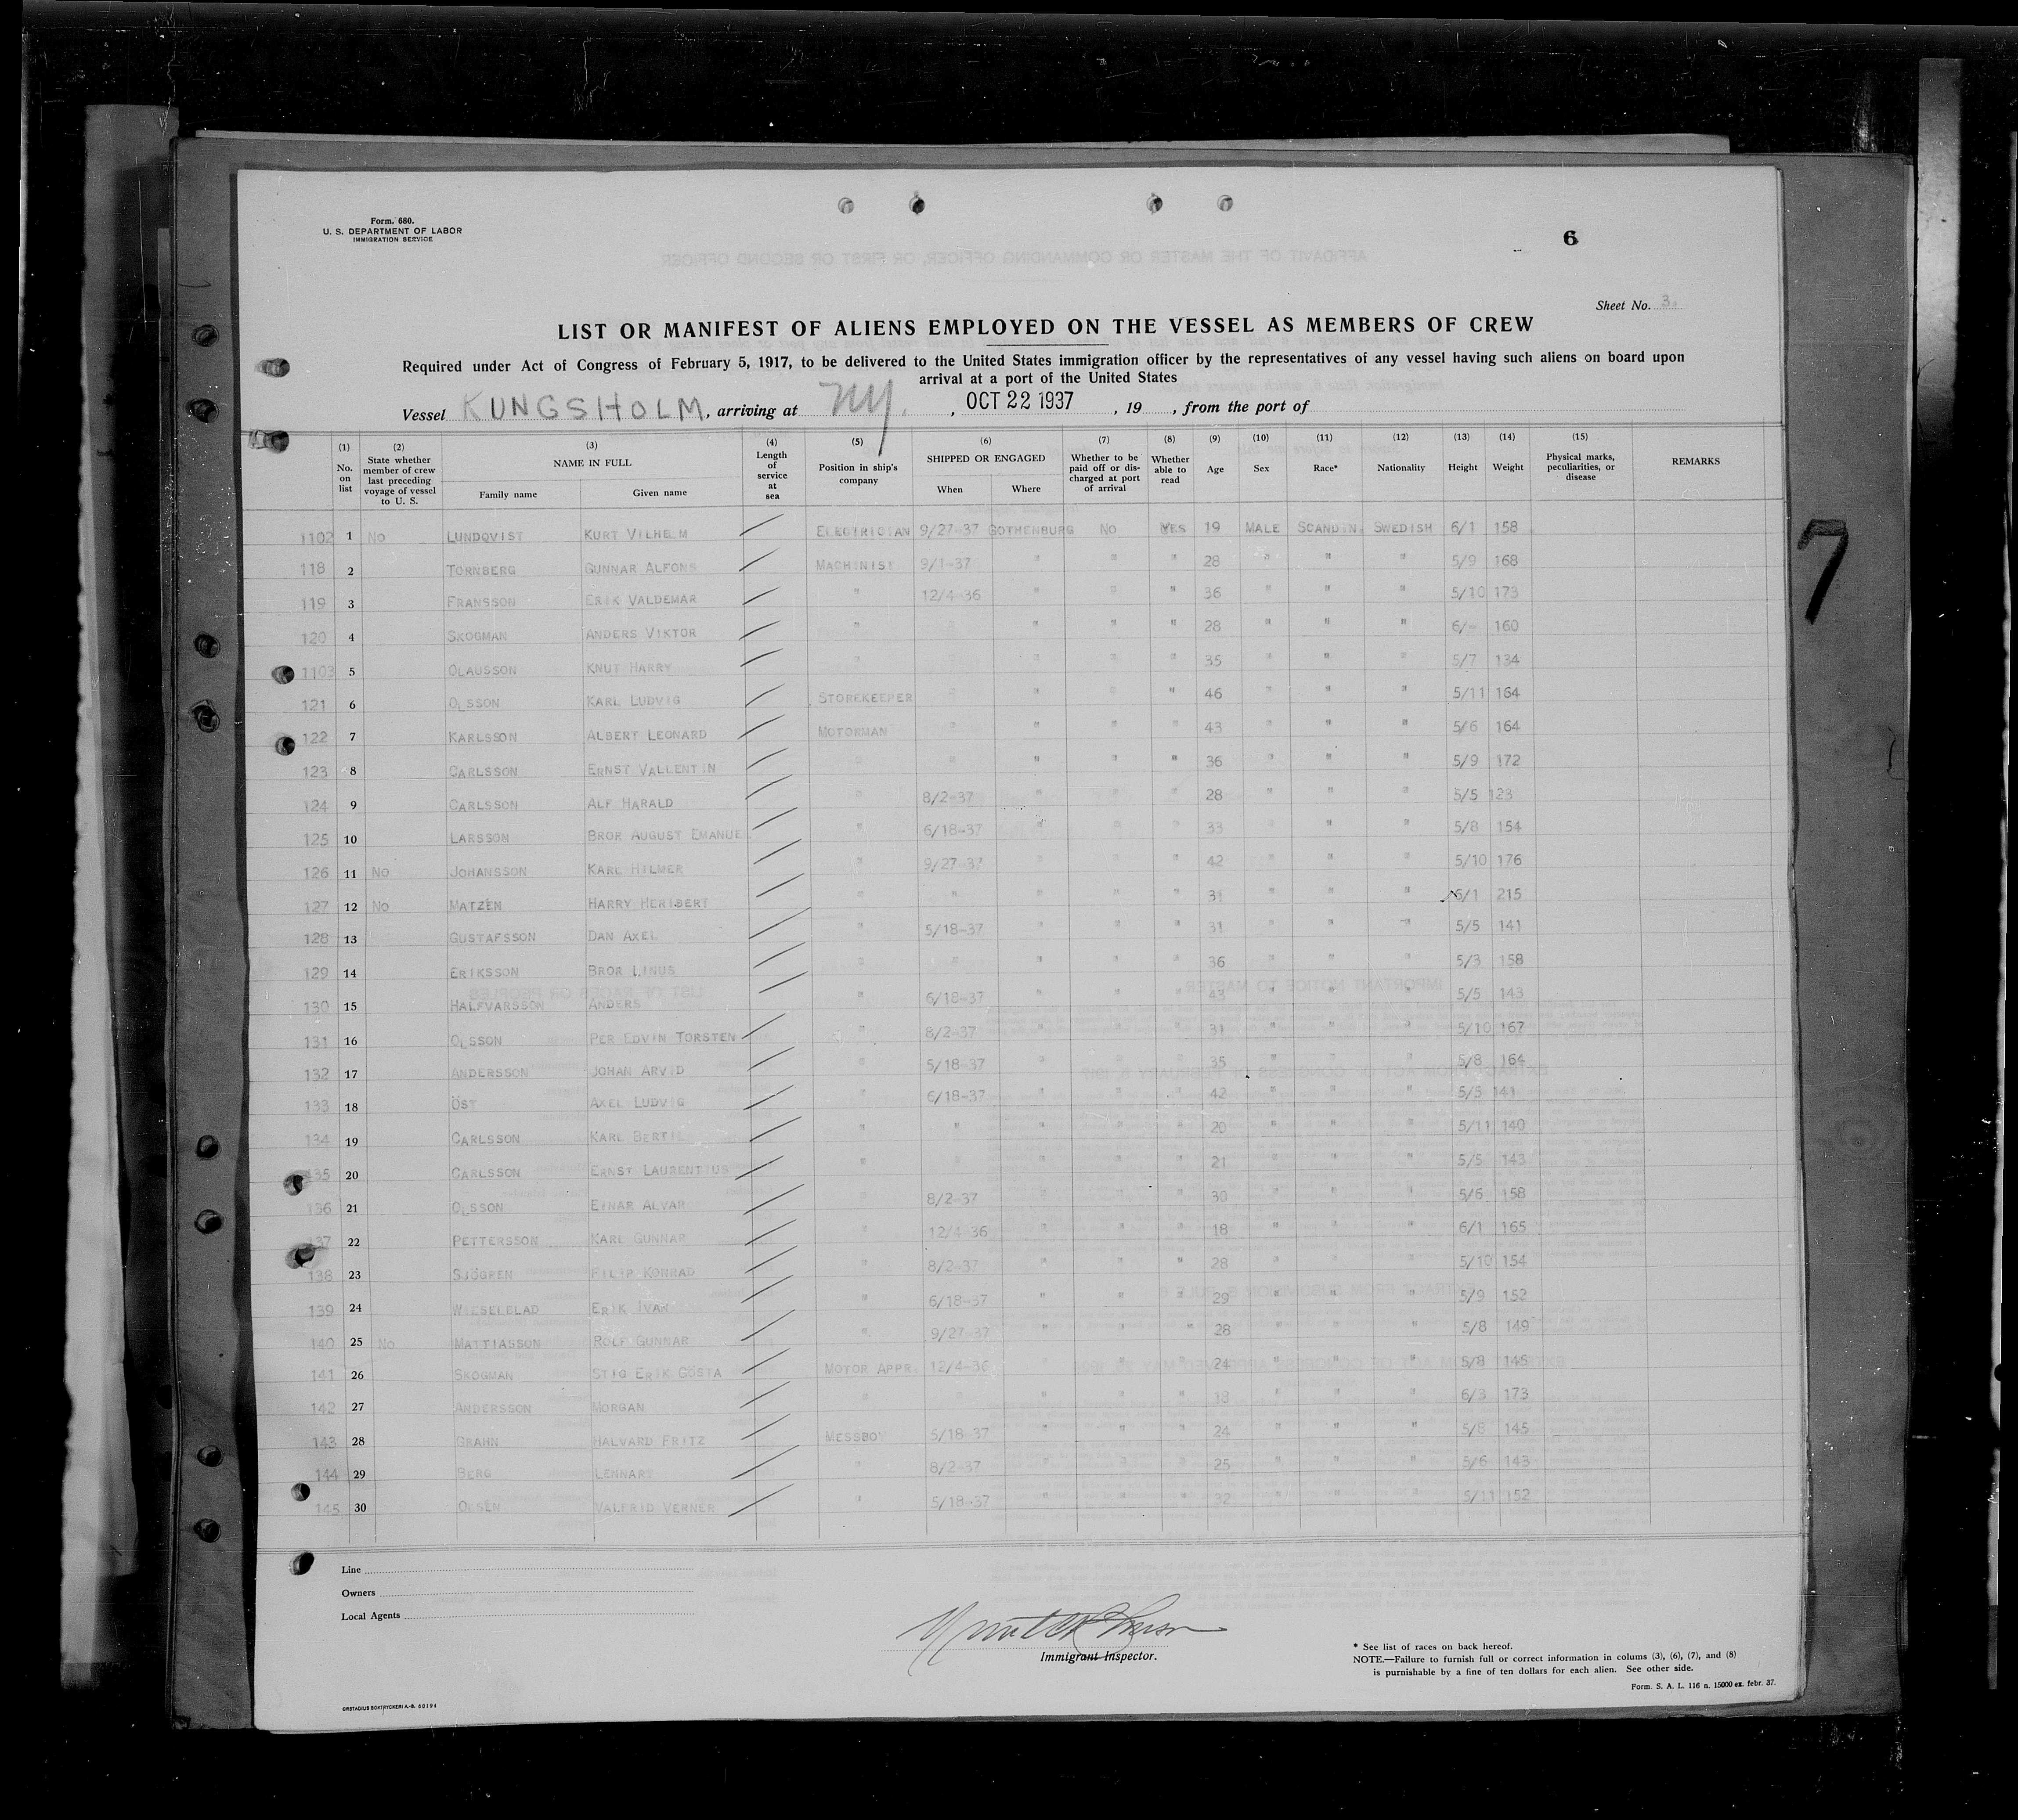 Form. 680.
U. S. DEPARTMENT OF LABOR
IMMIGRATION SERVICE
6
Sheet No. 3.
LIST OR MANIFEST OF ALIENS EMPLOYED ON THE VESSEL AS MEMBERS OF CREW
Required under Act of Congress of February 5, 1917, to be delivered to the United States immigration officer by the representatives of any vessel having such aliens on board upon
arrival at a port of the United States
Vessel KUNGSHOLM, arriving at NY. , OCT 22 1937 , 19 , from the port of
(1) No. on list (2) State whether member of crew last preceding voyage of vessel to U. S. (3) NAME IN FULL Family name Given name (4) Length of service at sea (5) Position in ship's company (6) SHIPPED OR ENGAGED When Where (7) Whether to be paid off or discharged at port of arrival (8) Whether able to read (9) Age (10) Sex (11) Race* (12) Nationality (13) Height (14) Weight (15) Physical marks, peculiarities, or disease REMARKS
1102 1 No LUNDQVIST KURT VILHELM ELECTRICIAN 9/27-37 GOTHENBURG NO YES 19 MALE SCANDIN. SWEDISH 6/1 158
118 2 TORNBERG GUNNAR ALFONS MACHINIST 9/1-37 " " " 28 " " " 5/9 168
119 3 FRANSSON ERIK VALDEMAR " 12/4-36 " " " 36 " " " 5/10 173
120 4 SKOGMAN ANDERS VIKTOR " " " " 28 " " " 6/- 160
1103 5 OLAUSSON KNUT HARRY " " " " 35 " " " 5/7 134
121 6 OLSSON KARL LUDVIG STOREKEEPER " " " 46 " " " 5/11 164
122 7 KARLSSON ALBERT LEONARD MOTORMAN " " " " 43 " " " 5/6 164
123 8 CARLSSON ERNST VALLENTIN " " " " " 36 " " " 5/9 172
124 9 CARLSSON ALF HARALD " 8/2-37 " " " 28 " " " 5/5 123
125 10 LARSSON BROR AUGUST EMANUEL " 6/18-37 " " " 33 " " " 5/8 154
126 11 No JOHANSSON KARL HILMER " 9/27-37 " " " 42 " " " 5/10 176
127 12 No MATZEN HARRY HERIBERT " " " " " 31 " " " 6/1 215
128 13 GUSTAFSSON DAN AXEL " 5/18-37 " " " 31 " " " 5/5 141
129 14 ERIKSSON BROR LINUS " " " " " 36 " " " 5/3 158
130 15 HALFVARSSON ANDERS " 6/18-37 " " " 43 " " " 5/5 143
131 16 OLSSON PER EDVIN TORSTEN " 8/2-37 " " " 31 " " " 5/10 167
132 17 ANDERSSON JOHAN ARVID " 5/18-37 " " " 35 " " " 5/8 164
133 18 ÖST AXEL LUDVIG " 6/18-37 " " " 42 " " " 5/5 141
134 19 CARLSSON KARL BERTIL " " " " " 20 " " " 5/11 140
135 20 CARLSSON ERNST LAURENTIUS " " " " " 21 " " " 5/5 143
136 21 OLSSON EINAR ALVAR " 8/2-37 " " " 30 " " " 5/6 158
137 22 PETTERSSON KARL GUNNAR " 12/4-36 " " " 18 " " " 6/1 165
138 23 SJÖGREN FILIP KONRAD " 8/2-37 " " " 28 " " " 5/10 154
139 24 WIESELBLAD ERIK IVAR " 6/18-37 " " " 29 " " " 5/9 152
140 25 No MATTIASSON ROLF GUNNAR " 9/27-37 " " " 28 " " " 5/8 149
141 26 SKOGMAN STIG ERIK GÖSTA MOTOR APPR. 12/4-36 " " " 24 " " " 5/8 145
142 27 ANDERSSON MORGAN " " " " " 18 " " " 6/3 173
143 28 GRAHN HALVARD FRITZ MESSBOY 5/18-37 " " " 24 " " " 5/8 145
144 29 BERG LENNART " 8/2-37 " " " 25 " " " 5/6 143
145 30 OLSEN VALFRID VERNER " 5/18-37 " " " 32 " " " 5/11 152
7
Line
Owners
Local Agents
Immigrant Inspector.
* See list of races on back hereof.
NOTE.—Failure to furnish full or correct information in colums (3), (6), (7), and (8)
is punishable by a fine of ten dollars for each alien. See other side.
Form. S. A. L. 116 n. 15000 ex. febr. 37.